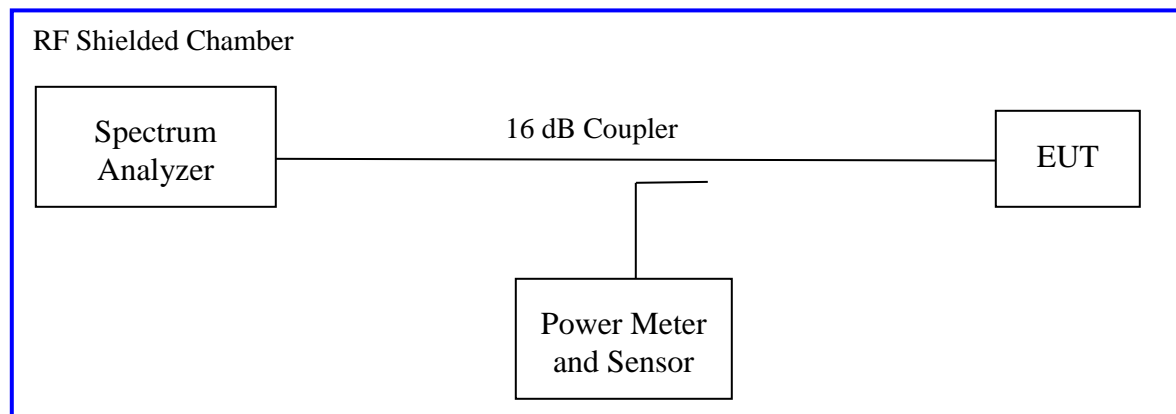 RF Shielded Chamber
Spectrum
Analyzer
16 dB Coupler
EUT
Power Meter
and Sensor